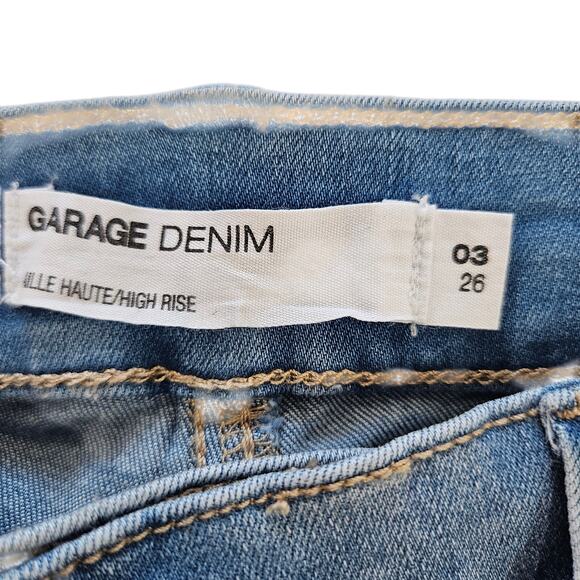 GARAGE DENIM
ILLE HAUTE/HIGH RISE
03
26